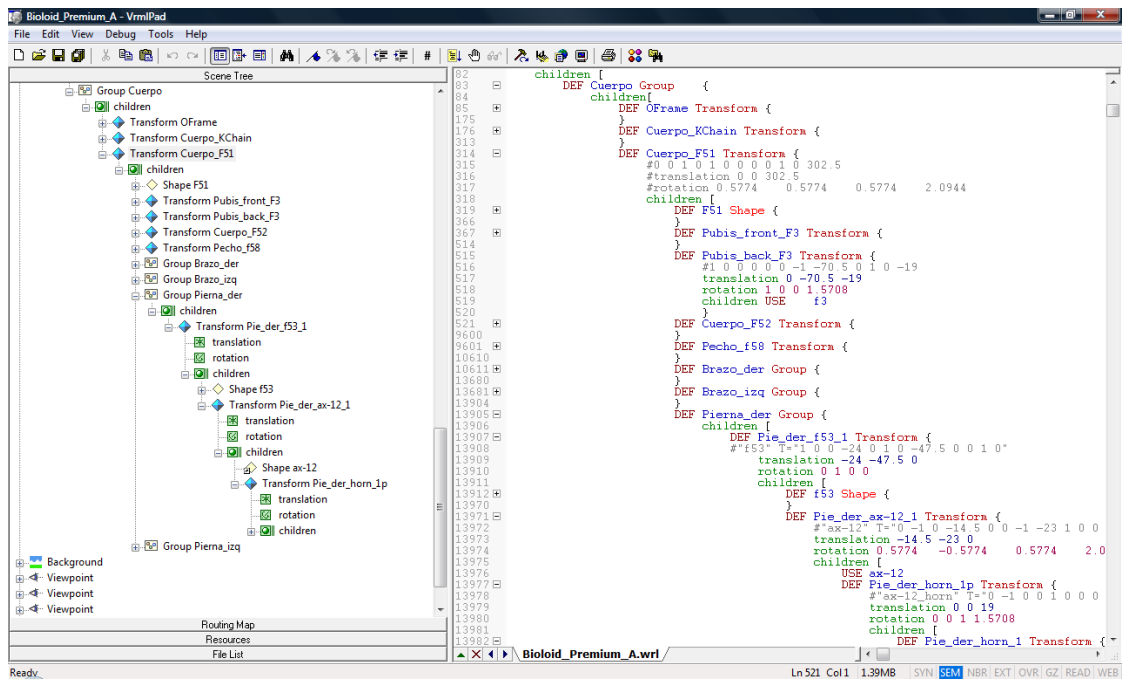 Bioloid_Premium_A - VrmlPad
File Edit View Debug Tools Help
Scene Tree
Group Cuerpo
children
Transform OFrame
Transform Cuerpo_KChain
Transform Cuerpo_F51
children
Shape F51
Transform Pubis_front_F3
Transform Pubis_back_F3
Transform Cuerpo_F52
Transform Pecho_f58
Group Brazo_der
Group Brazo_izq
Group Pierna_der
children
Transform Pie_der_f53_1
translation
rotation
children
Shape f53
Transform Pie_der_ax-12_1
translation
rotation
children
Shape ax-12
Transform Pie_der_horn_1p
translation
rotation
children
Group Pierna_izq
Background
Viewpoint
Viewpoint
Viewpoint
Routing Map
Resources
File List
82 children [
83 DEF Cuerpo Group {
84 children[
85 DEF OFrame Transform {
175 }
176 DEF Cuerpo_KChain Transform {
313 }
314 DEF Cuerpo_F51 Transform {
315 #0 0 1 0 1 0 0 0 0 1 0 302.5
316 #translation 0 0 302.5
317 #rotation 0.5774 0.5774 0.5774 2.0944
318 children [
319 DEF F51 Shape {
366 }
367 DEF Pubis_front_F3 Transform {
514 }
515 DEF Pubis_back_F3 Transform {
516 #1 0 0 0 0 0 -1 -70.5 0 1 0 -19
517 translation 0 -70.5 -19
518 rotation 1 0 0 1.5708
519 children USE f3
520 }
521 DEF Cuerpo_F52 Transform {
9600 }
9601 DEF Pecho_f58 Transform {
10610 }
10611 DEF Brazo_der Group {
13680 }
13681 DEF Brazo_izq Group {
13904 }
13905 DEF Pierna_der Group {
13906 children [
13907 DEF Pie_der_f53_1 Transform {
13908 #"f53" T="1 0 0 -24 0 1 0 -47.5 0 0 1 0"
13909 translation -24 -47.5 0
13910 rotation 0 1 0 0
13911 children [
13912 DEF f53 Shape {
13970 }
13971 DEF Pie_der_ax-12_1 Transform {
13972 #"ax-12" T="0 -1 0 -14.5 0 0 -1 -23 1 0 0
13973 translation -14.5 -23 0
13974 rotation 0.5774 -0.5774 0.5774 2.0
13975 children [
13976 USE ax-12
13977 DEF Pie_der_horn_1p Transform {
13978 #"ax-12_horn" T="0 -1 0 0 1 0 0 0
13979 translation 0 0 19
13980 rotation 0 0 1 1.5708
13981 children [
13982 DEF Pie_der_horn_1 Transform {
Bioloid_Premium_A.wrl
Ready
Ln 521 Col 1 1.39MB SYN SEM NBR EXT OVR GZ READ WEB